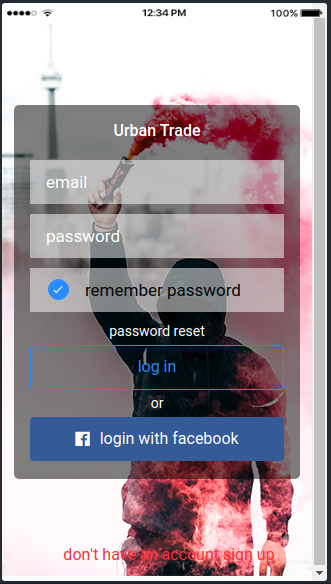 12:34 PM
100%
Urban Trade
email
password
remember password
password reset
log in
or
login with facebook
don't have an account sign up